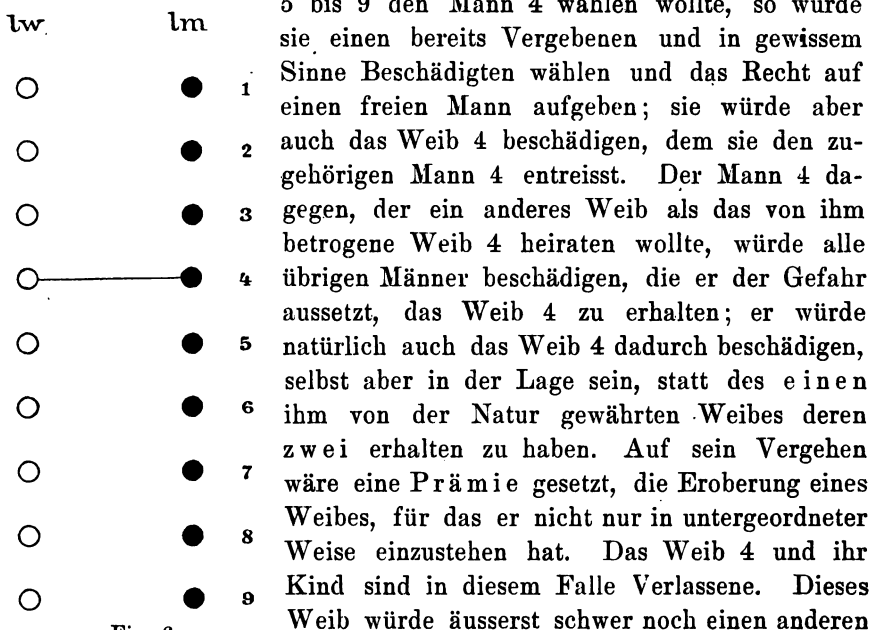 lw lm
1
2
3
4
5
6
7
8
9
5 bis 9 den Mann 4 wählen wollte, so würde
sie einen bereits Vergebenen und in gewissem
Sinne Beschädigten wählen und das Recht auf
einen freien Mann aufgeben; sie würde aber
auch das Weib 4 beschädigen, dem sie den zu-
gehörigen Mann 4 entreisst. Der Mann 4 da-
gegen, der ein anderes Weib als das von ihm
betrogene Weib 4 heiraten wollte, würde alle
übrigen Männer beschädigen, die er der Gefahr
aussetzt, das Weib 4 zu erhalten; er würde
natürlich auch das Weib 4 dadurch beschädigen,
selbst aber in der Lage sein, statt des einen
ihm von der Natur gewährten Weibes deren
zwei erhalten zu haben. Auf sein Vergehen
wäre eine Prämie gesetzt, die Eroberung eines
Weibes, für das er nicht nur in untergeordneter
Weise einzustehen hat. Das Weib 4 und ihr
Kind sind in diesem Falle Verlassene. Dieses
Weib würde äusserst schwer noch einen anderen